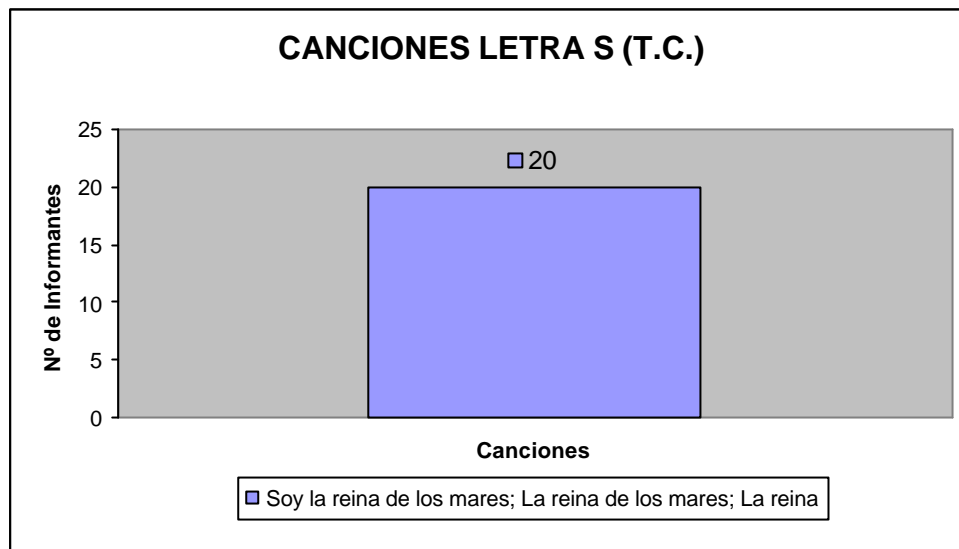 CANCIONES LETRA S (T.C.)
25
20
15
10
5
0
Nº de Informantes
20
Canciones
Soy la reina de los mares; La reina de los mares; La reina